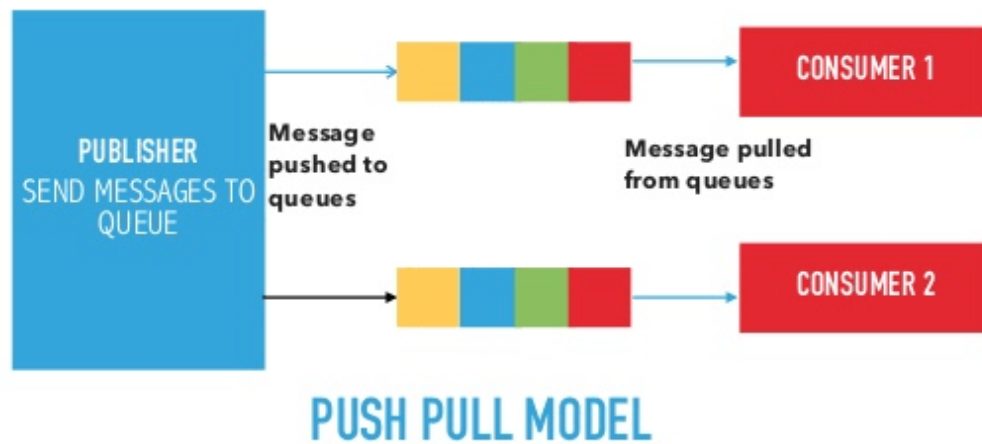 PUBLISHER
SEND MESSAGES TO
QUEUE
Message
pushed to
queues
Message pulled
from queues
CONSUMER 1
CONSUMER 2
PUSH PULL MODEL